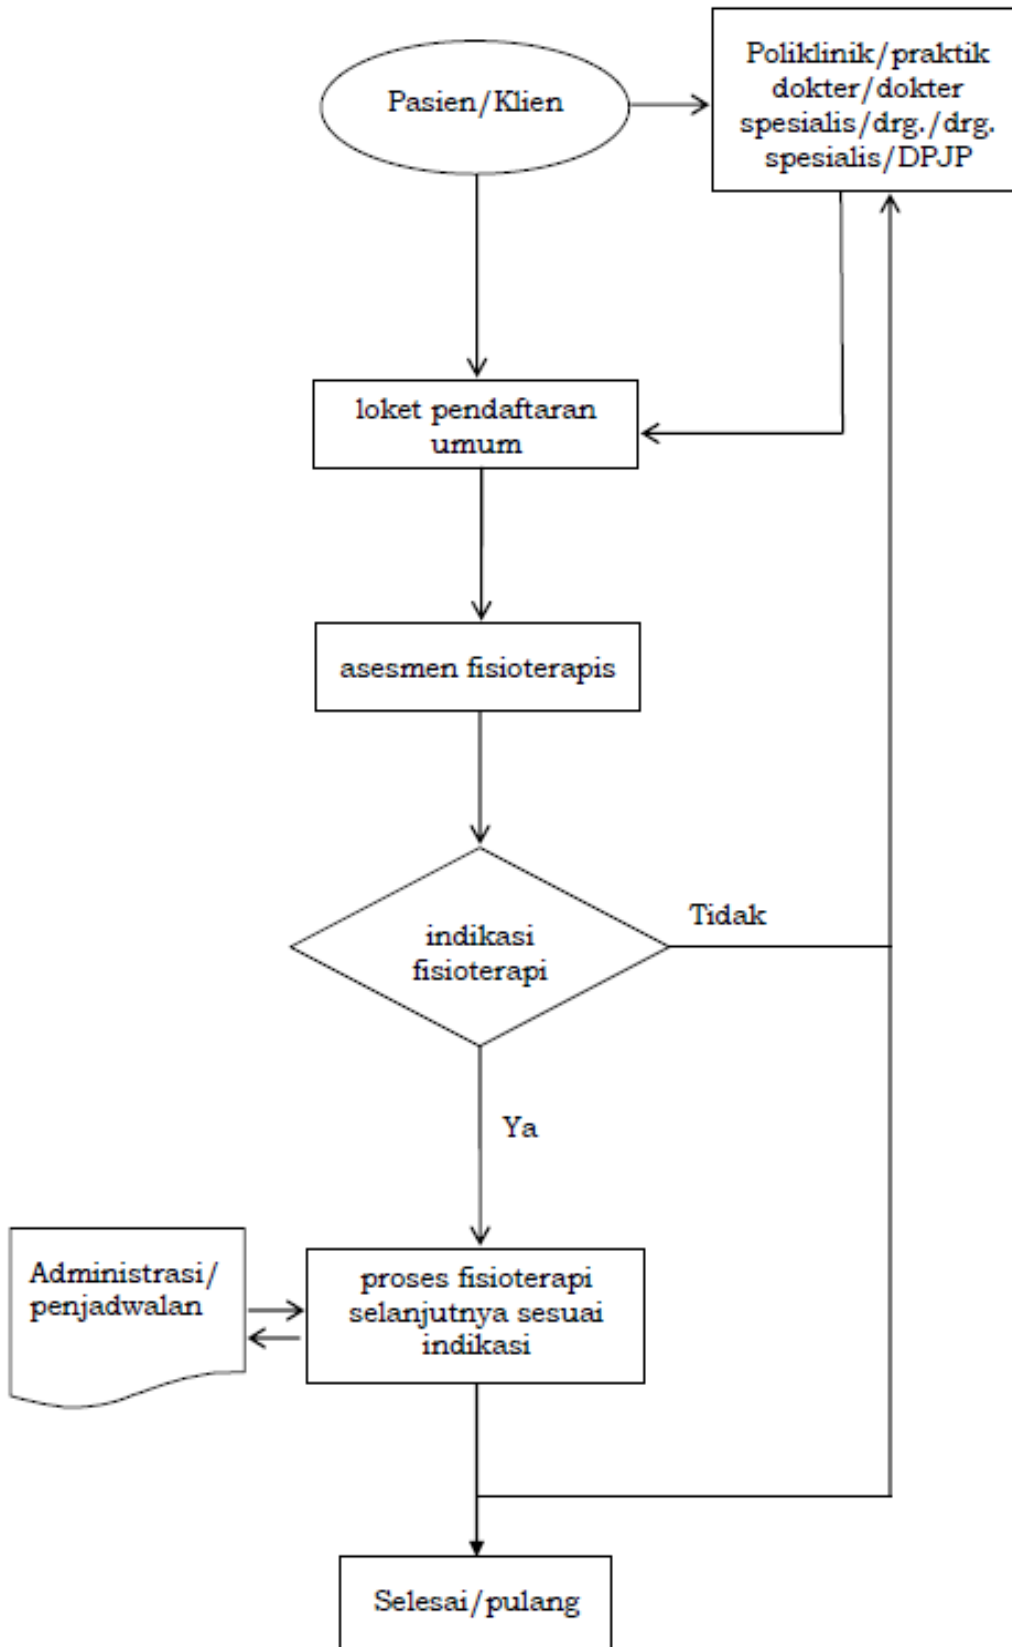 Pasien/Klien
Poliklinik/praktik
dokter/dokter
spesialis/drg./drg.
spesialis/DPJP
loket pendaftaran
umum
asesmen fisioterapis
indikasi
fisioterapi
Tidak
Ya
Administrasi/
penjadwalan
proses fisioterapi
selanjutnya sesuai
indikasi
Selesai/pulang